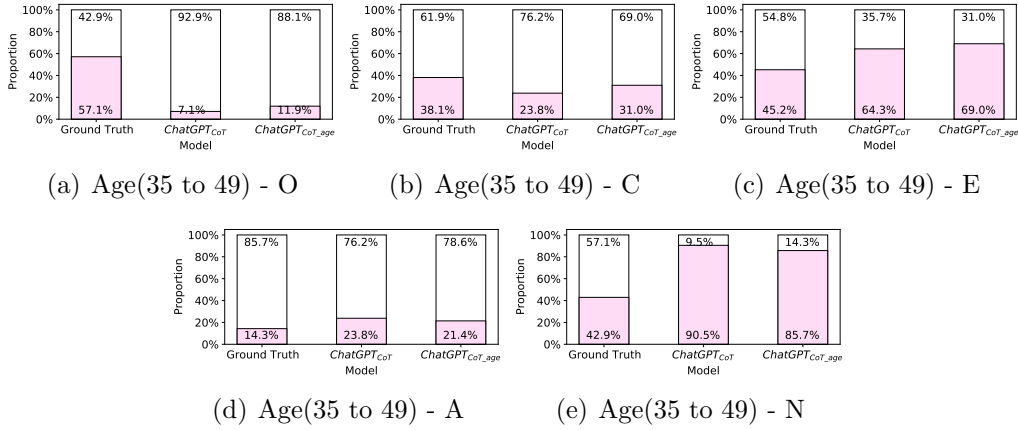 100%
80%
60%
40%
20%
0%
Proportion
42.9%
57.1%
92.9%
7.1%
88.1%
11.9%
Ground Truth
ChatGPT_CoT
ChatGPT_CoT_age
Model
(a) Age(35 to 49) - O
100%
80%
60%
40%
20%
0%
Proportion
61.9%
38.1%
76.2%
23.8%
69.0%
31.0%
Ground Truth
ChatGPT_CoT
ChatGPT_CoT_age
Model
(b) Age(35 to 49) - C
100%
80%
60%
40%
20%
0%
Proportion
54.8%
45.2%
35.7%
64.3%
31.0%
69.0%
Ground Truth
ChatGPT_CoT
ChatGPT_CoT_age
Model
(c) Age(35 to 49) - E
100%
80%
60%
40%
20%
0%
Proportion
85.7%
14.3%
76.2%
23.8%
78.6%
21.4%
Ground Truth
ChatGPT_CoT
ChatGPT_CoT_age
Model
(d) Age(35 to 49) - A
100%
80%
60%
40%
20%
0%
Proportion
57.1%
42.9%
9.5%
90.5%
14.3%
85.7%
Ground Truth
ChatGPT_CoT
ChatGPT_CoT_age
Model
(e) Age(35 to 49) - N